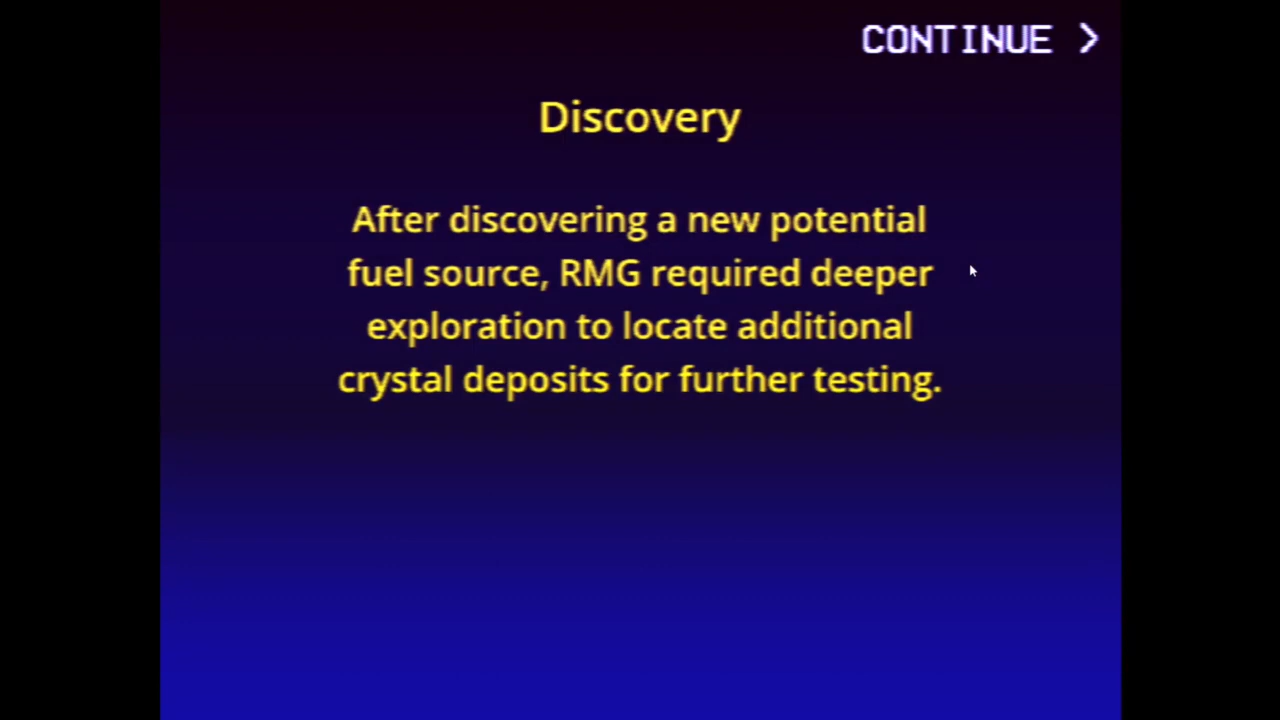 CONTINUE >
Discovery
After discovering a new potential
fuel source, RMG required deeper
exploration to locate additional
crystal deposits for further testing.